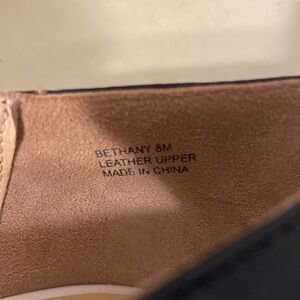 BETHANY 8M
LEATHER UPPER
MADE IN CHINA